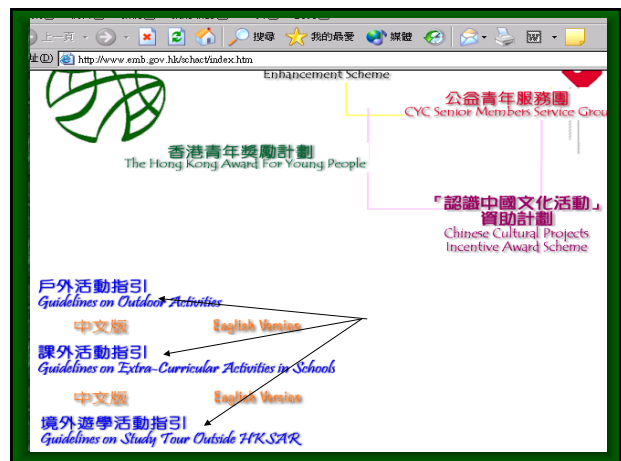 上一頁
搜尋
我的最愛
媒體
址(D)
http://www.emb.gov.hk/schact/index.htm
Enhancement Scheme
公益青年服務團
CYC Senior Members Service Grou
香港青年獎勵計劃
The Hong Kong Award For Young People
「認識中國文化活動」
資助計劃
Chinese Cultural Projects
Incentive Award Scheme
戶外活動指引
Guidelines on Outdoor Activities
中文版 English Version
課外活動指引
Guidelines on Extra-Curricular Activities in Schools
中文版 English Version
境外遊學活動指引
Guidelines on Study Tour Outside HKSAR